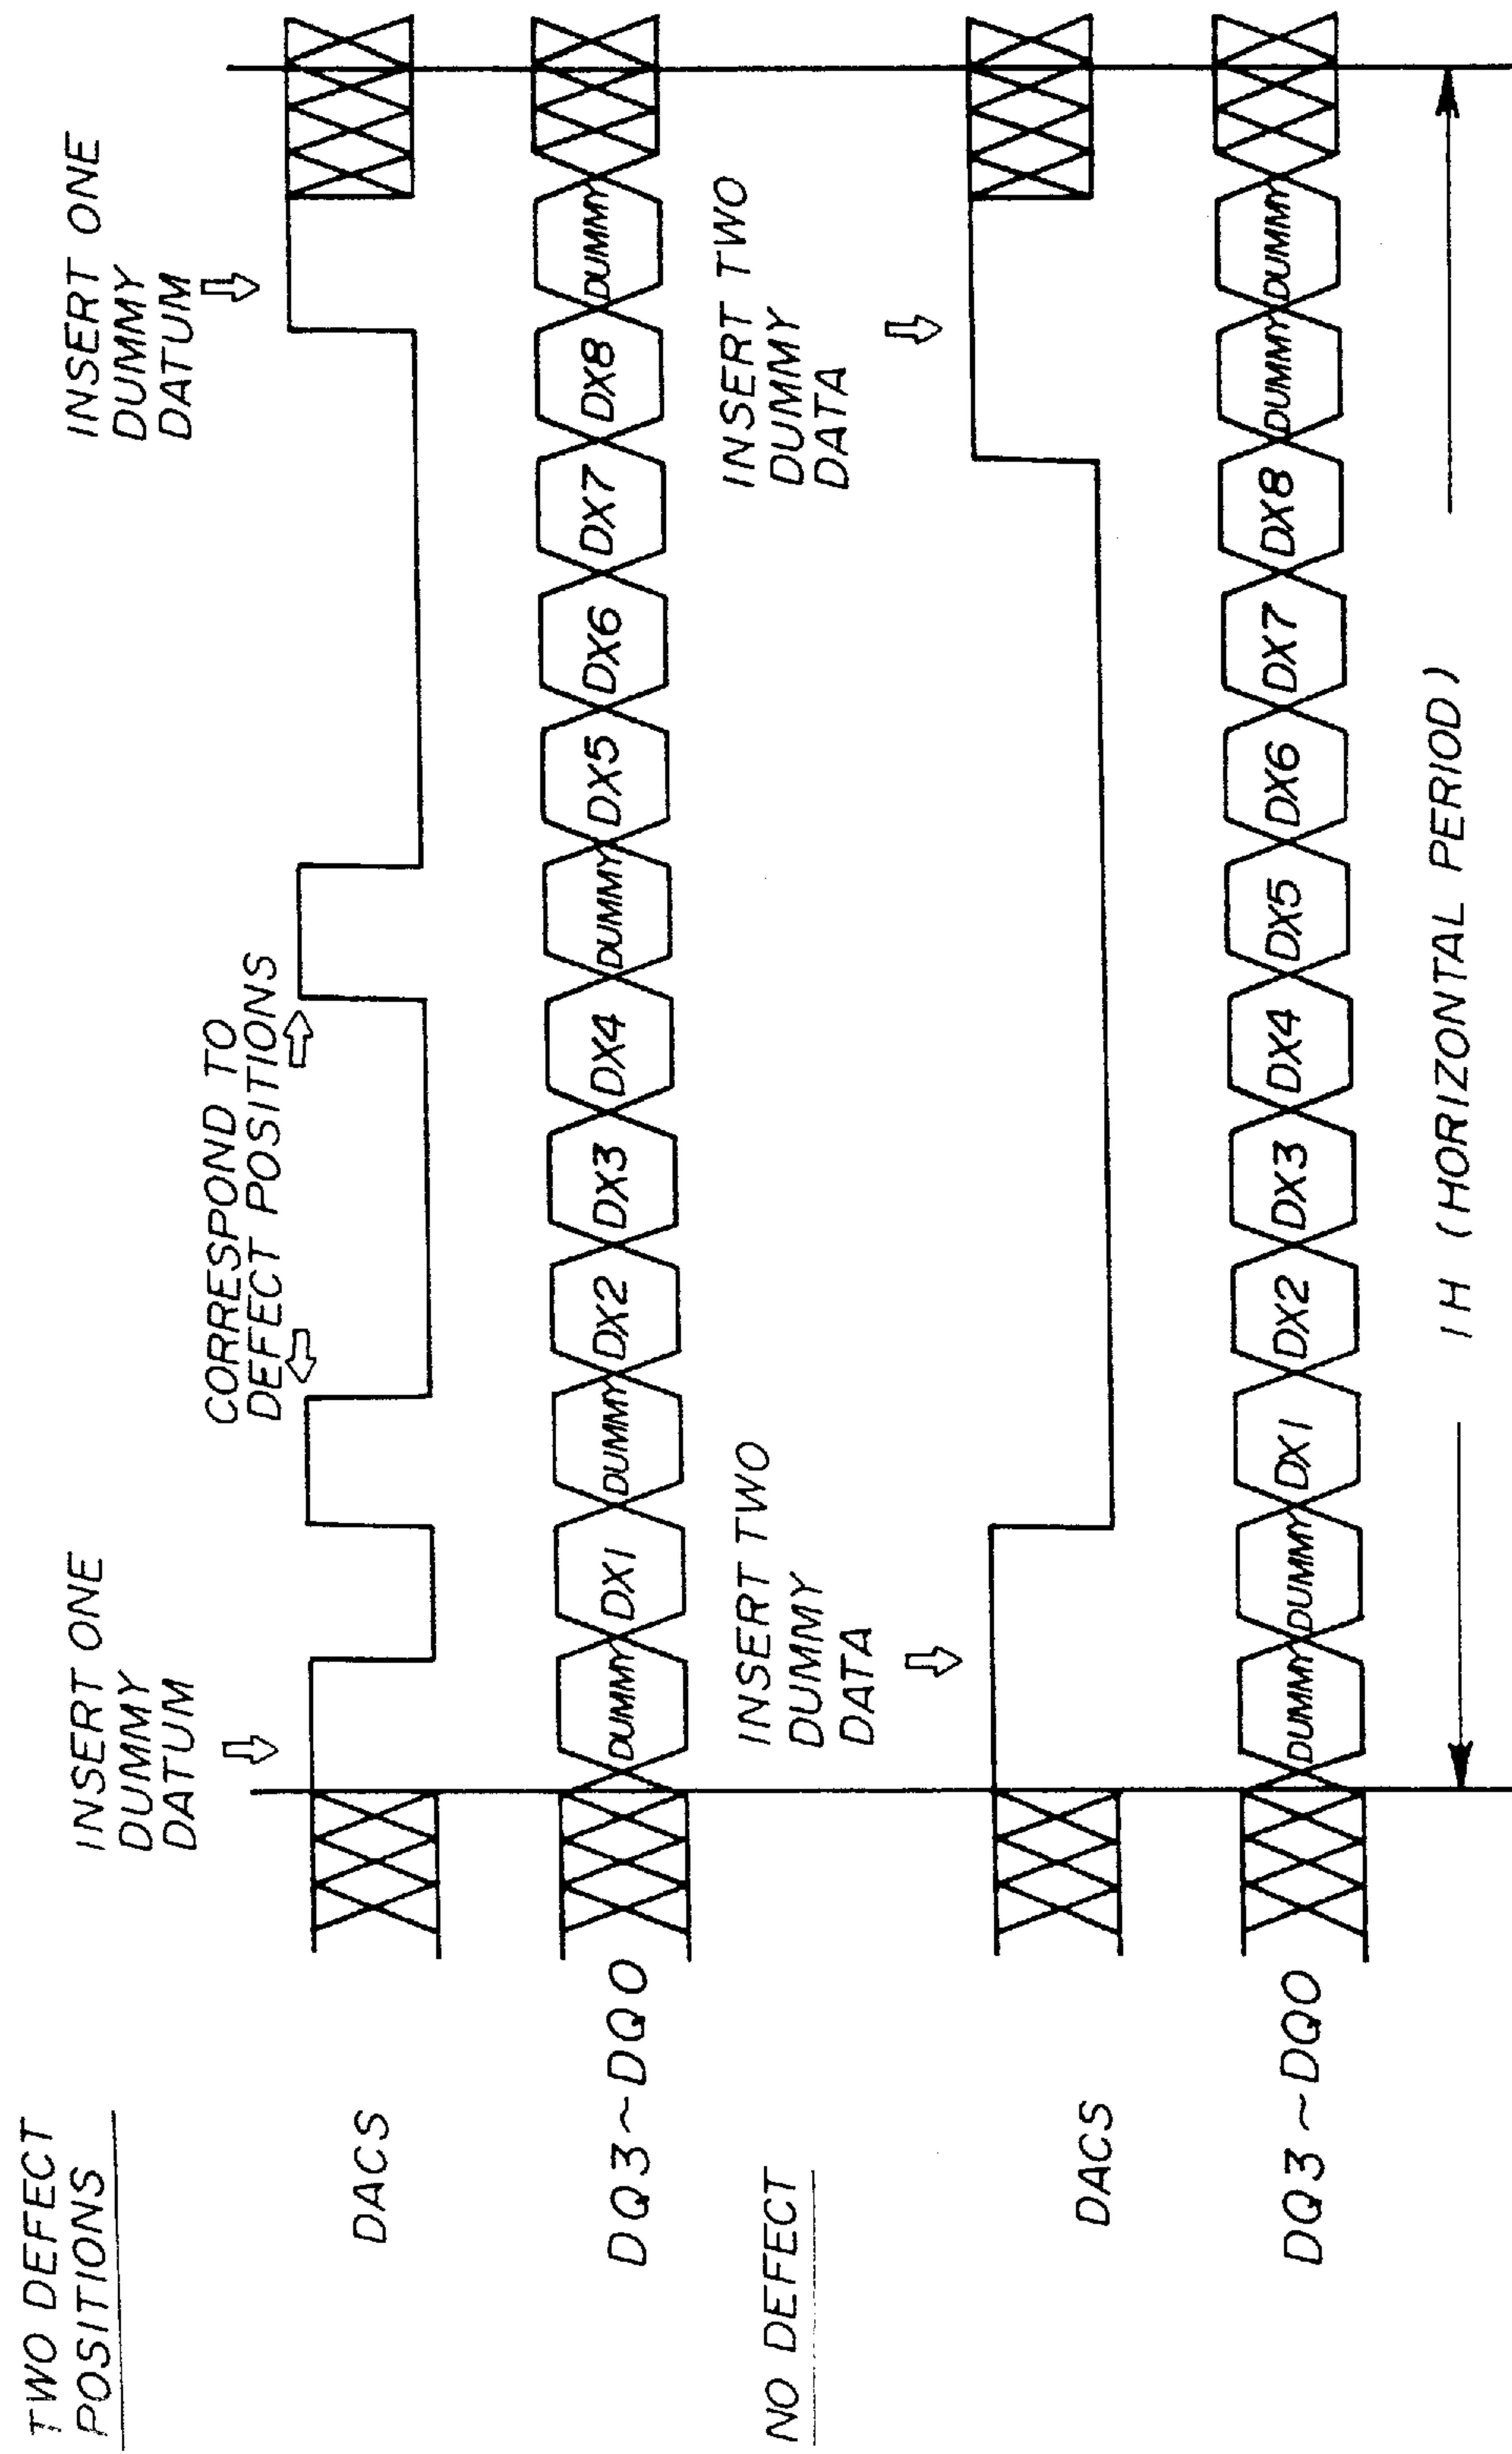 TWO DEFECT
POSITIONS
INSERT ONE
DUMMY
DATUM
CORRESPOND TO
DEFECT POSITIONS
INSERT ONE
DUMMY
DATUM
DACS
DQ3~DQ0
DUMMY
DX1
DUMMY
DX2
DX3
DX4
DUMMY
DX5
DX6
DX7
DX8
DUMMY
NO DEFECT
INSERT TWO
DUMMY
DATA
INSERT TWO
DUMMY
DATA
DACS
DQ3~DQ0
DUMMY
DUMMY
DX1
DX2
DX3
DX4
DX5
DX6
DX7
DX8
DUMMY
DUMMY
1H (HORIZONTAL PERIOD)